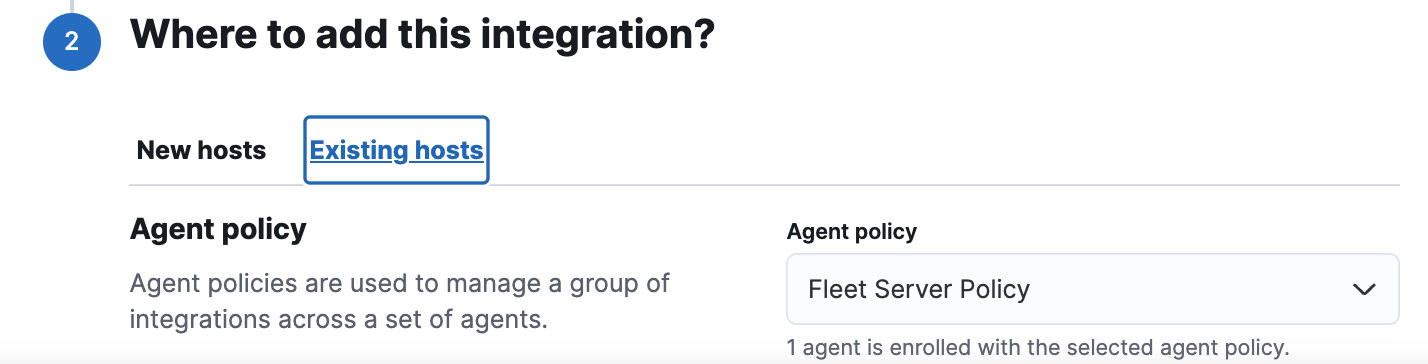 2
Where to add this integration?
New hosts
Existing hosts
Agent policy
Agent policies are used to manage a group of
integrations across a set of agents.
Agent policy
Fleet Server Policy
1 agent is enrolled with the selected agent policy.